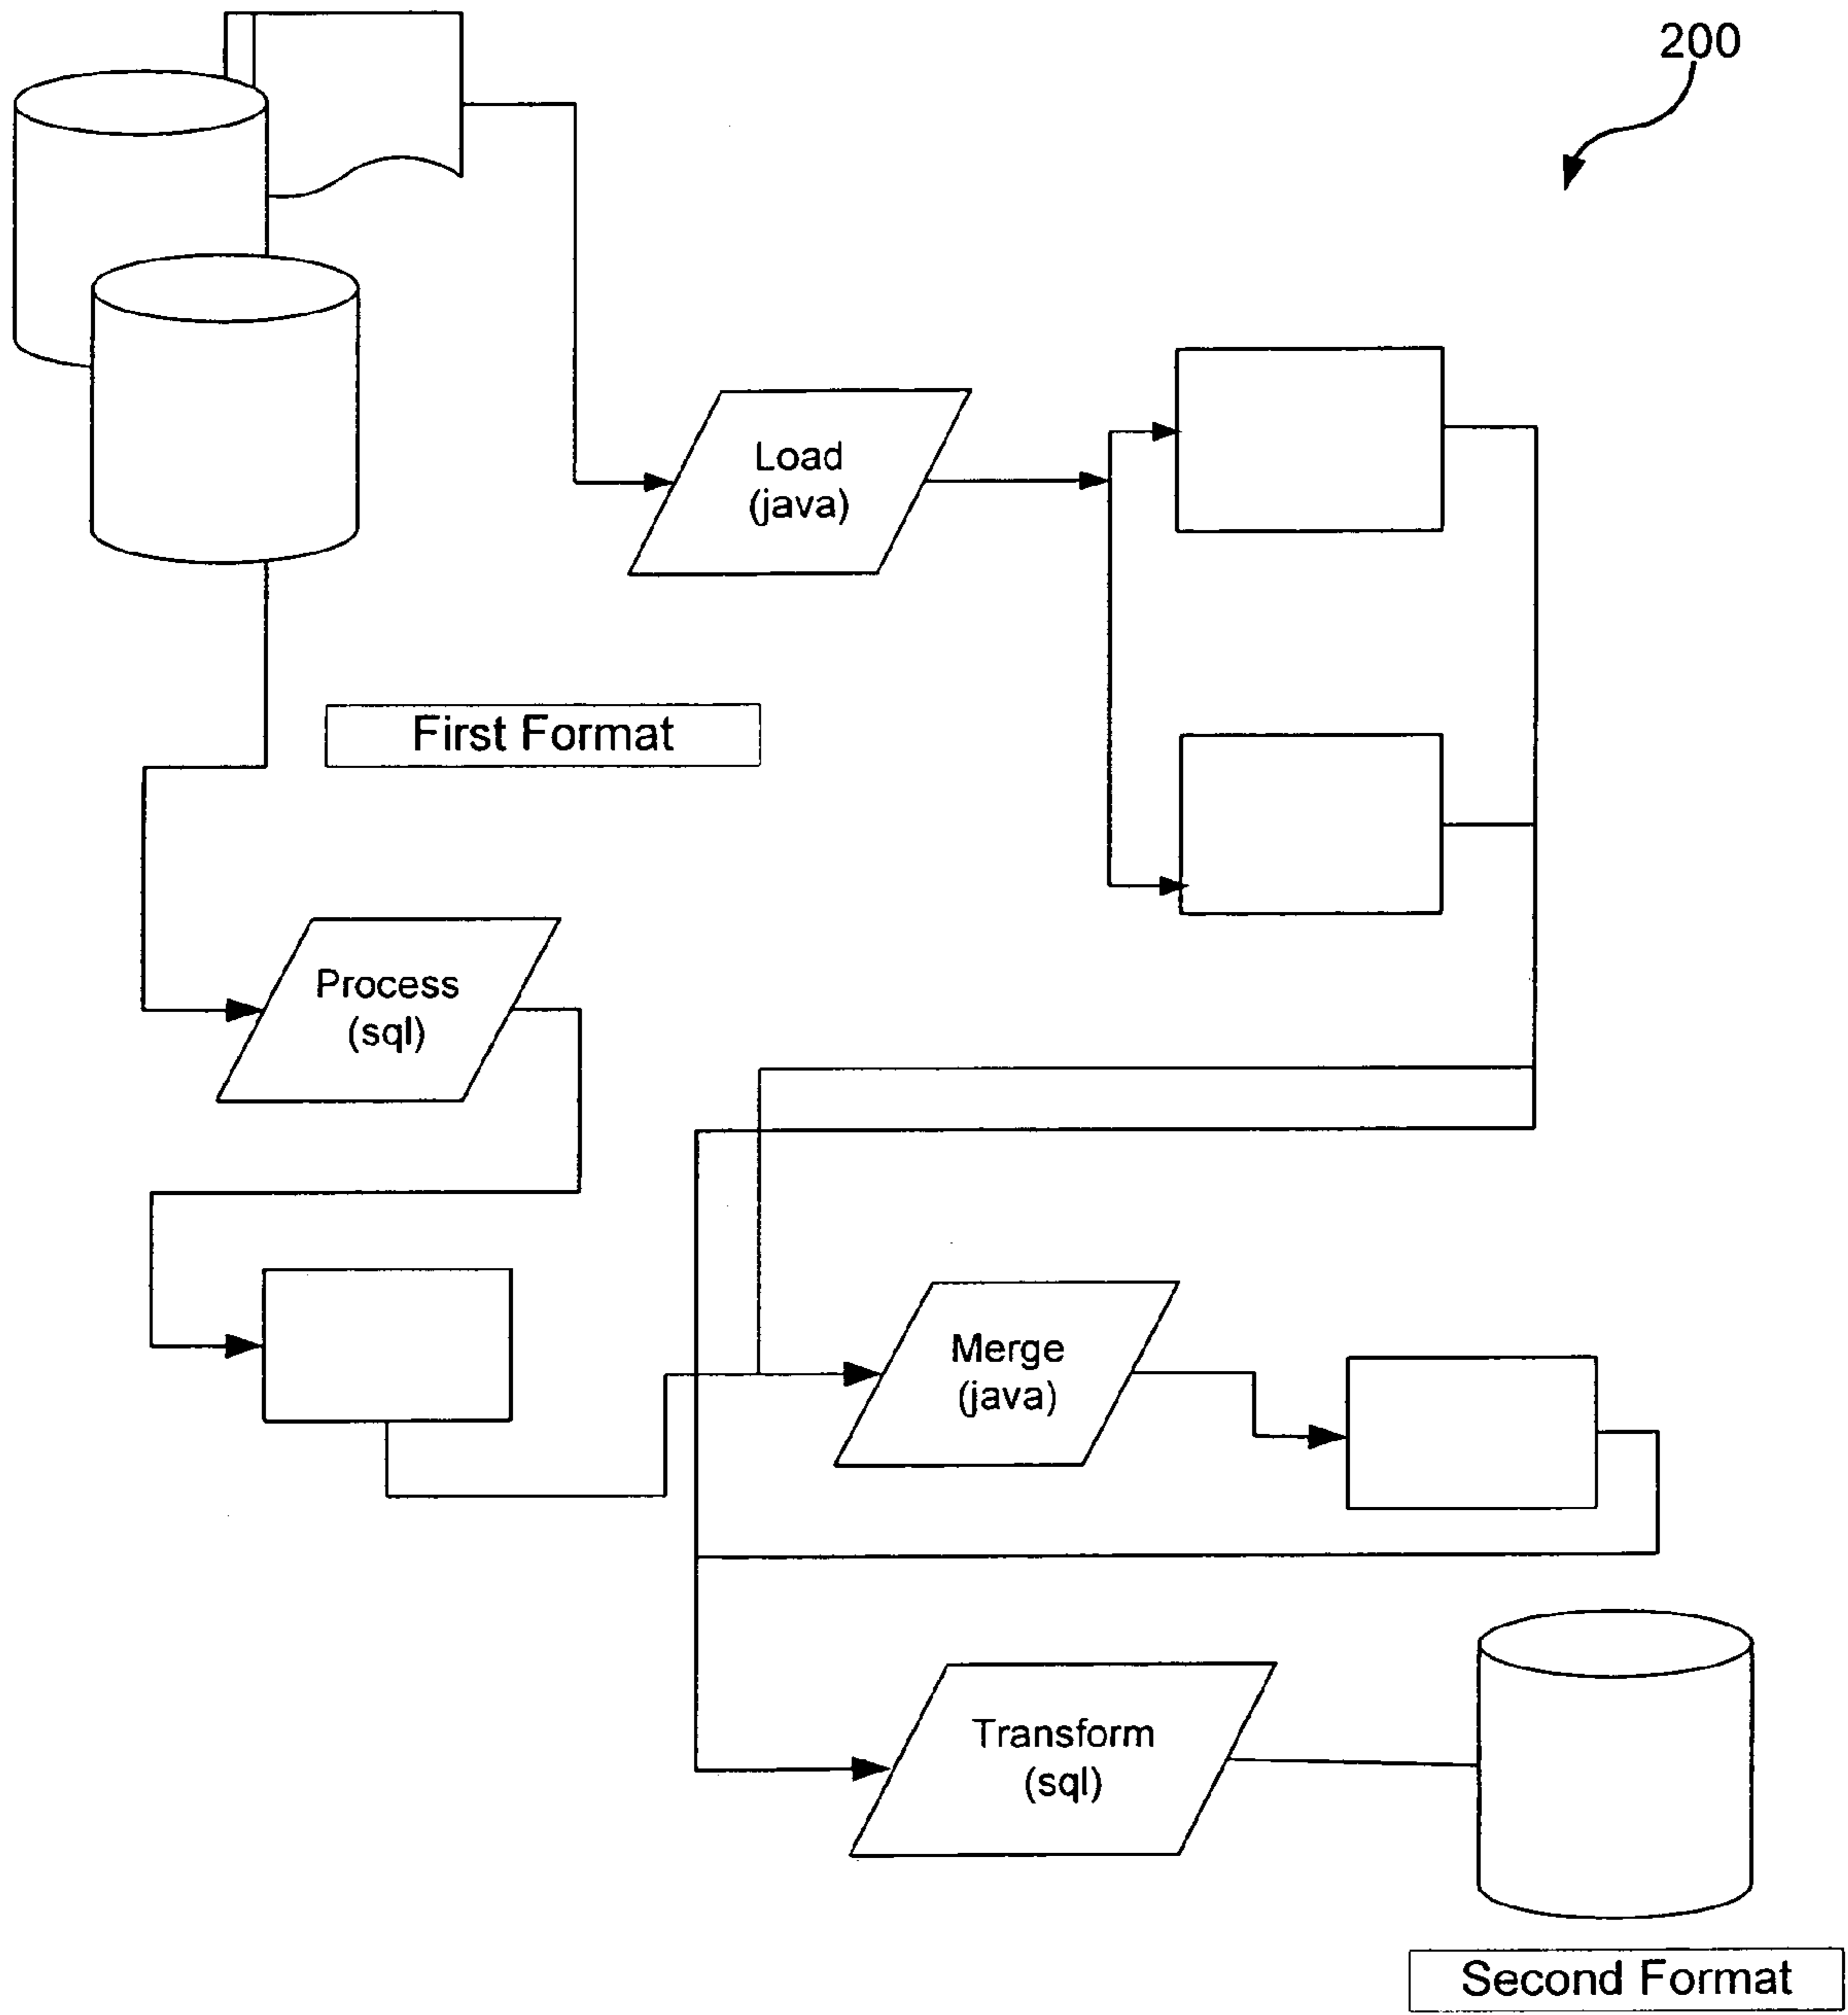 200
Load
(java)
First Format
Process
(sql)
Merge
(java)
Transform
(sql)
Second Format